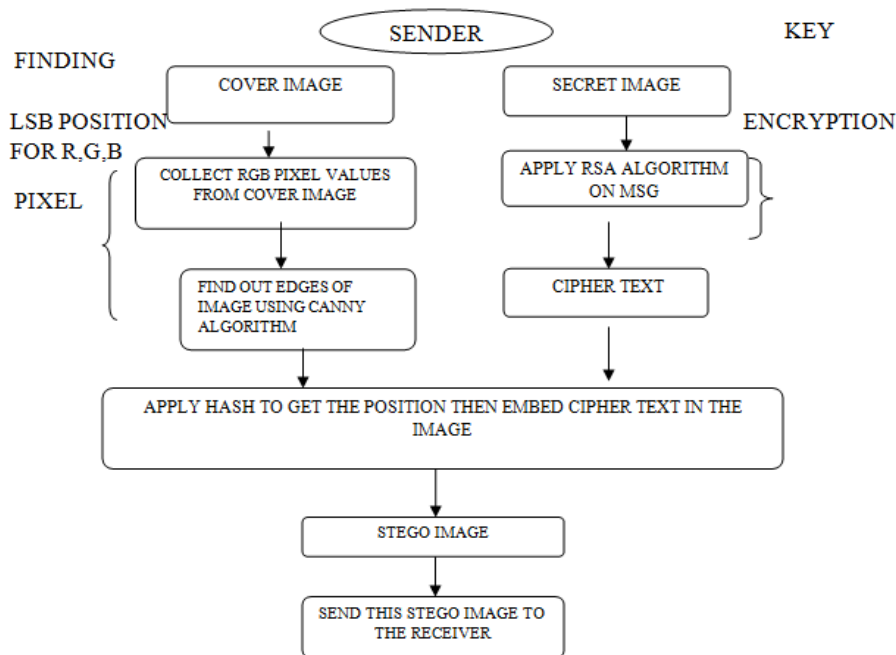 SENDER
KEY
FINDING
COVER IMAGE
SECRET IMAGE
LSB POSITION
FOR R,G,B
ENCRYPTION
COLLECT RGB PIXEL VALUES
FROM COVER IMAGE
APPLY RSA ALGORITHM
ON MSG
PIXEL
FIND OUT EDGES OF
IMAGE USING CANNY
ALGORITHM
CIPHER TEXT
APPLY HASH TO GET THE POSITION THEN EMBED CIPHER TEXT IN THE
IMAGE
STEGO IMAGE
SEND THIS STEGO IMAGE TO
THE RECEIVER